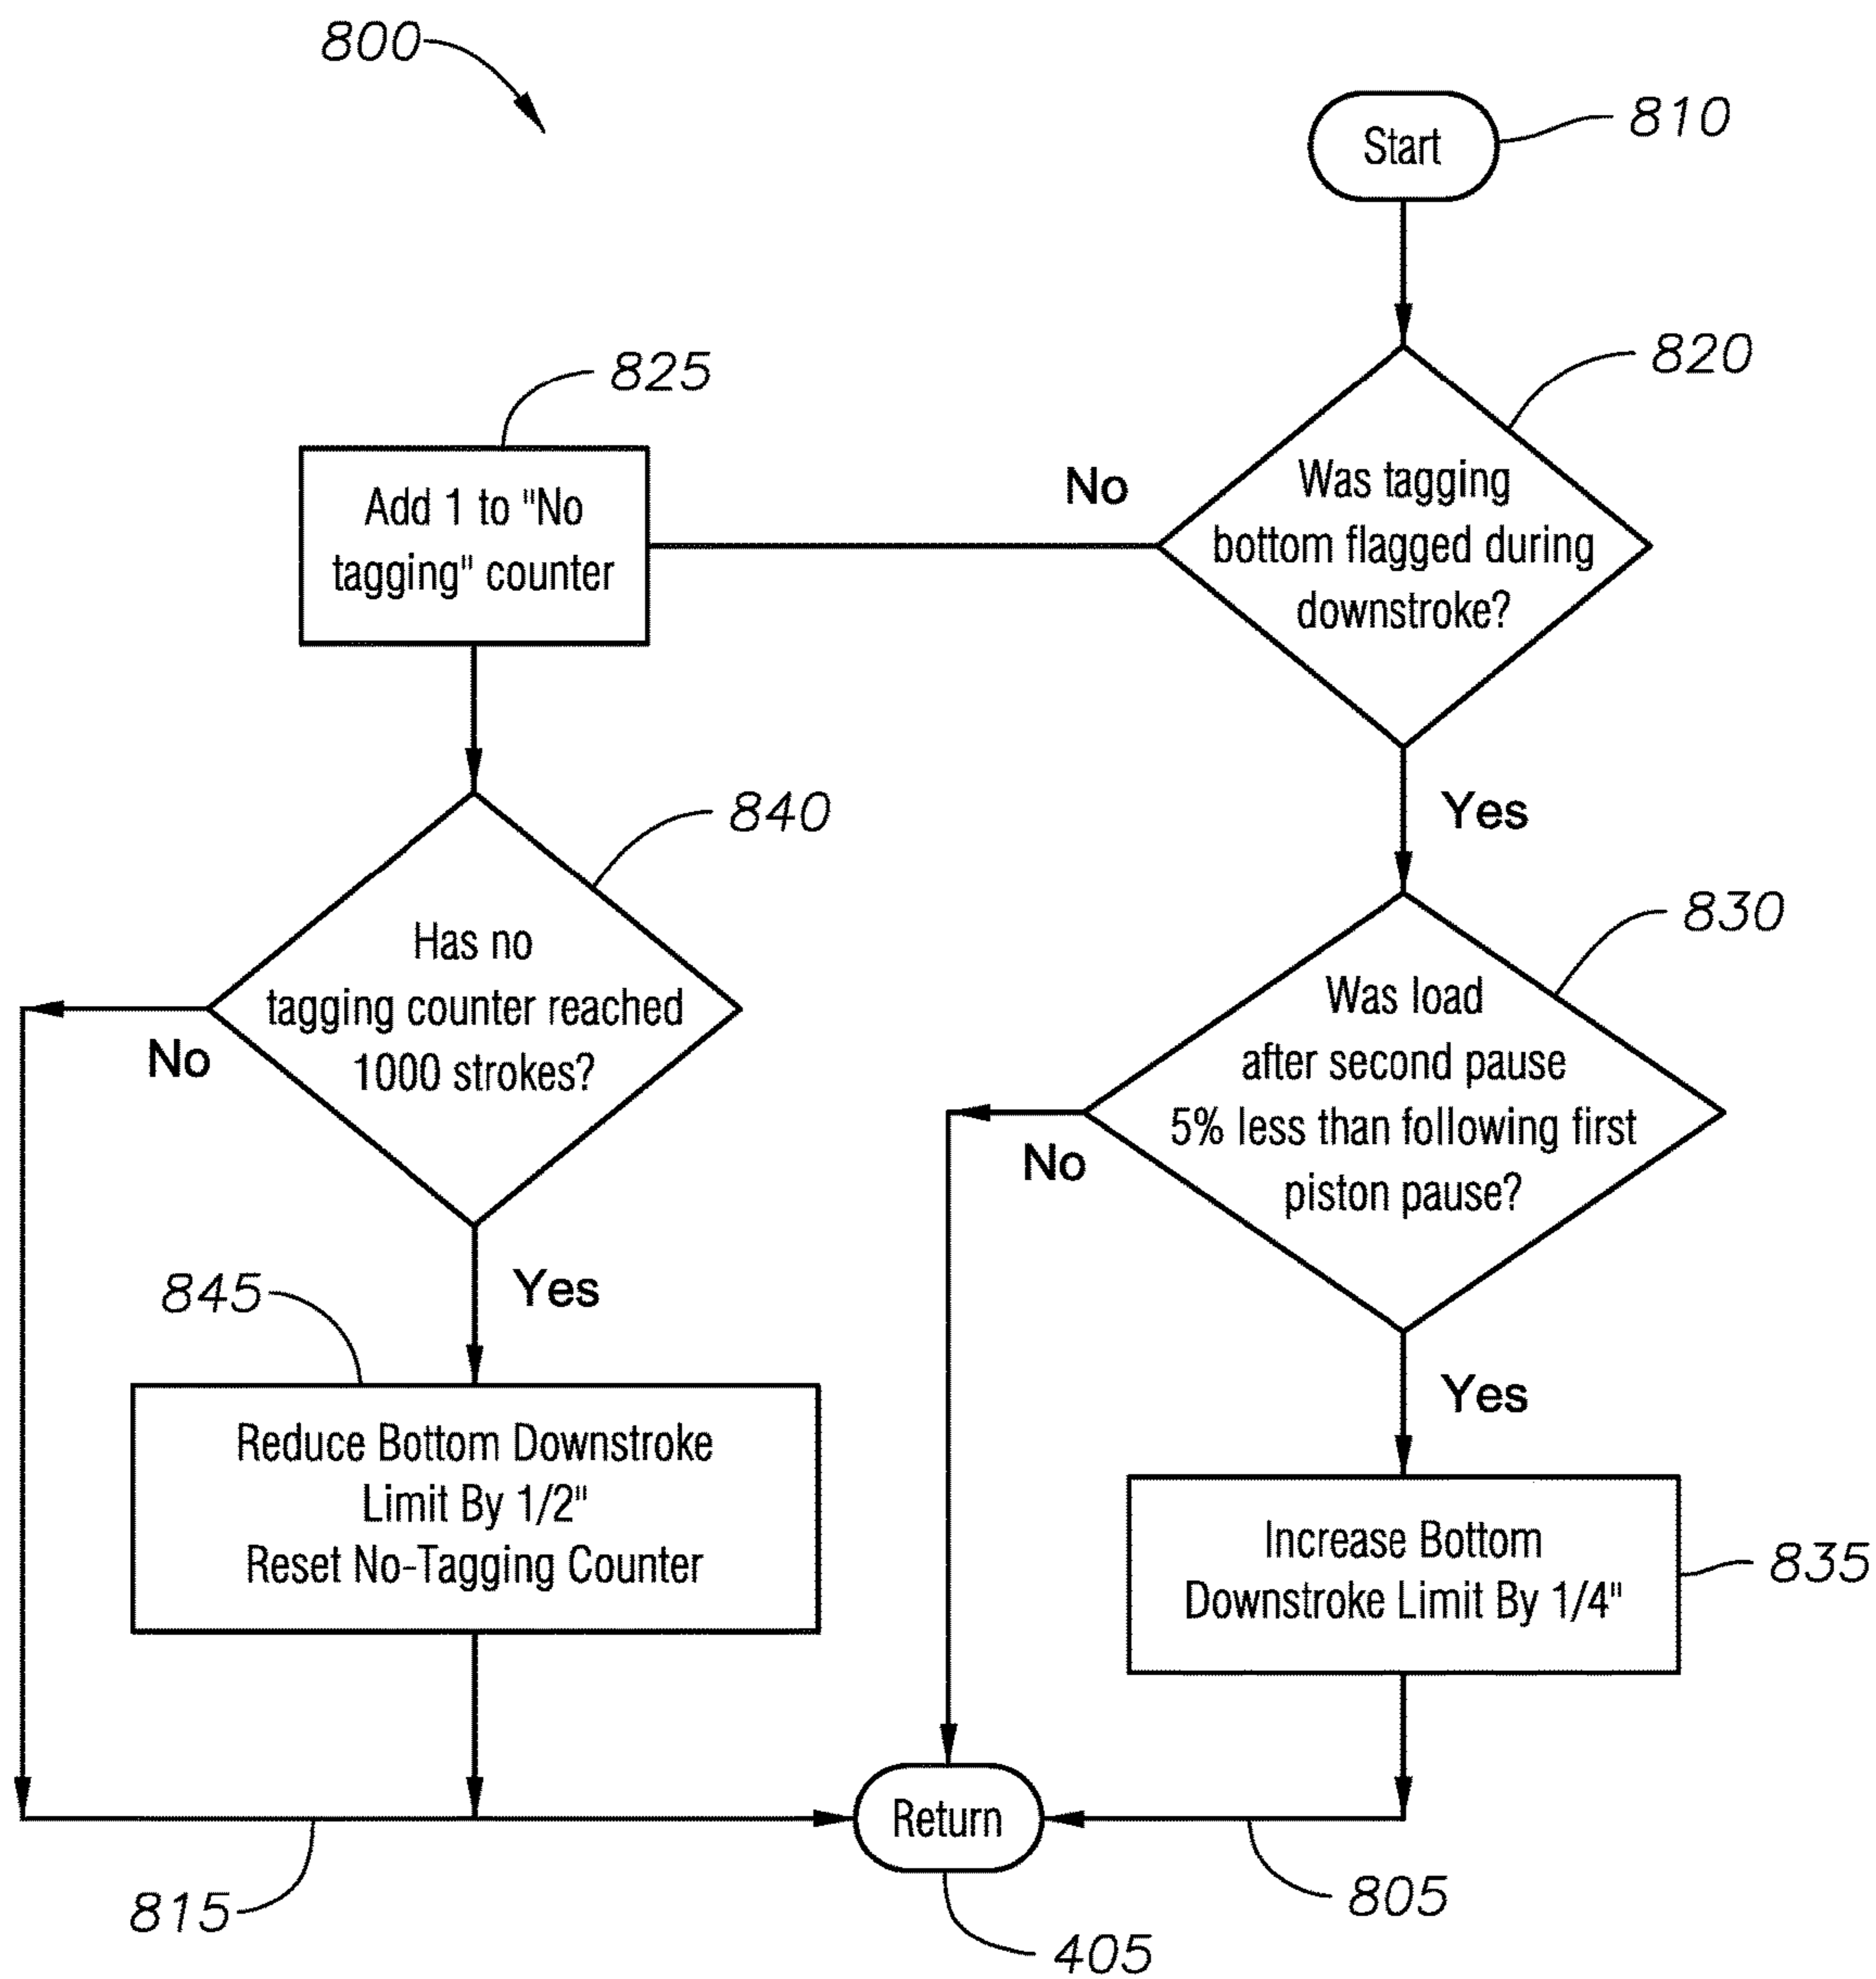 800
810
Start
820
Was tagging
bottom flagged during
downstroke?
No
Yes
825
Add 1 to "No
tagging" counter
840
Has no
tagging counter reached
1000 strokes?
No
Yes
830
Was load
after second pause
5% less than following first
piston pause?
No
Yes
845
Reduce Bottom Downstroke
Limit By 1/2"
Reset No-Tagging Counter
Increase Bottom
Downstroke Limit By 1/4"
835
Return
815
805
405